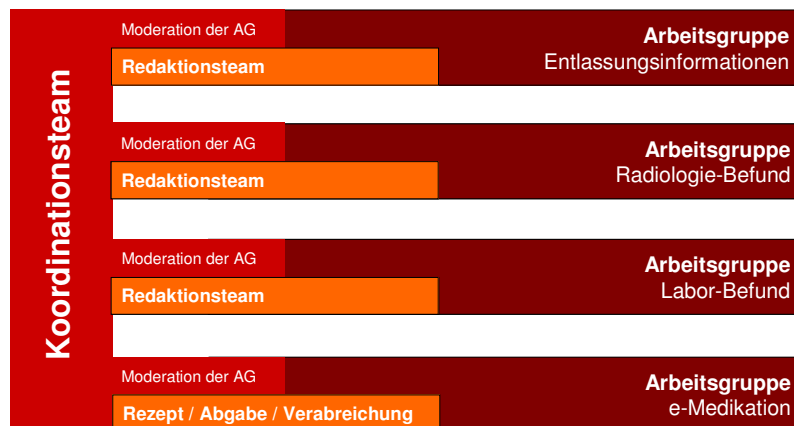 Koordinationsteam
Moderation der AG
Redaktionsteam
Arbeitsgruppe
Entlassungsinformationen
Moderation der AG
Redaktionsteam
Arbeitsgruppe
Radiologie-Befund
Moderation der AG
Redaktionsteam
Arbeitsgruppe
Labor-Befund
Moderation der AG
Rezept / Abgabe / Verabreichung
Arbeitsgruppe
e-Medikation